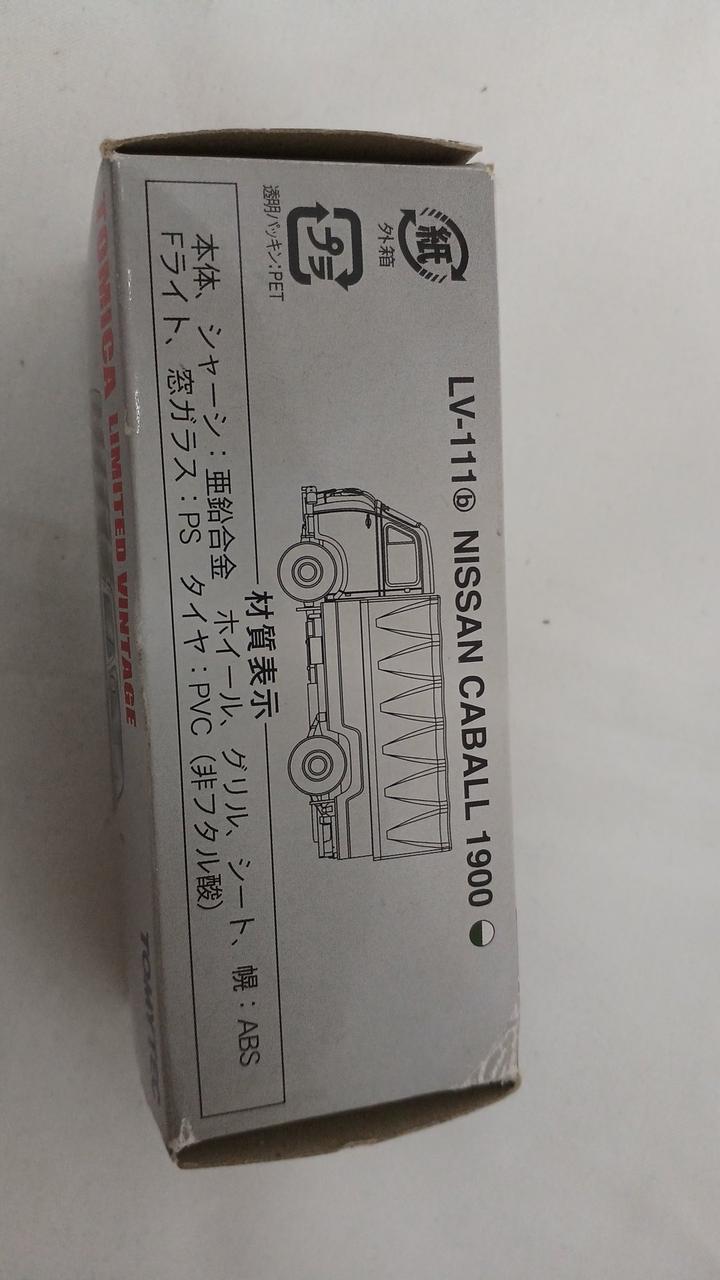 紙
外箱
プラ
透明パッキン:PET
LV-111ⓑ NISSAN CABALL 1900
材質表示
本体、シャーシ：亜鉛合金 ホイール、グリル、シート、幌：ABS
Fライト、窓ガラス：PS タイヤ：PVC（非フタル酸）
TOMICA LIMITED VINTAGE
TOMYTEC